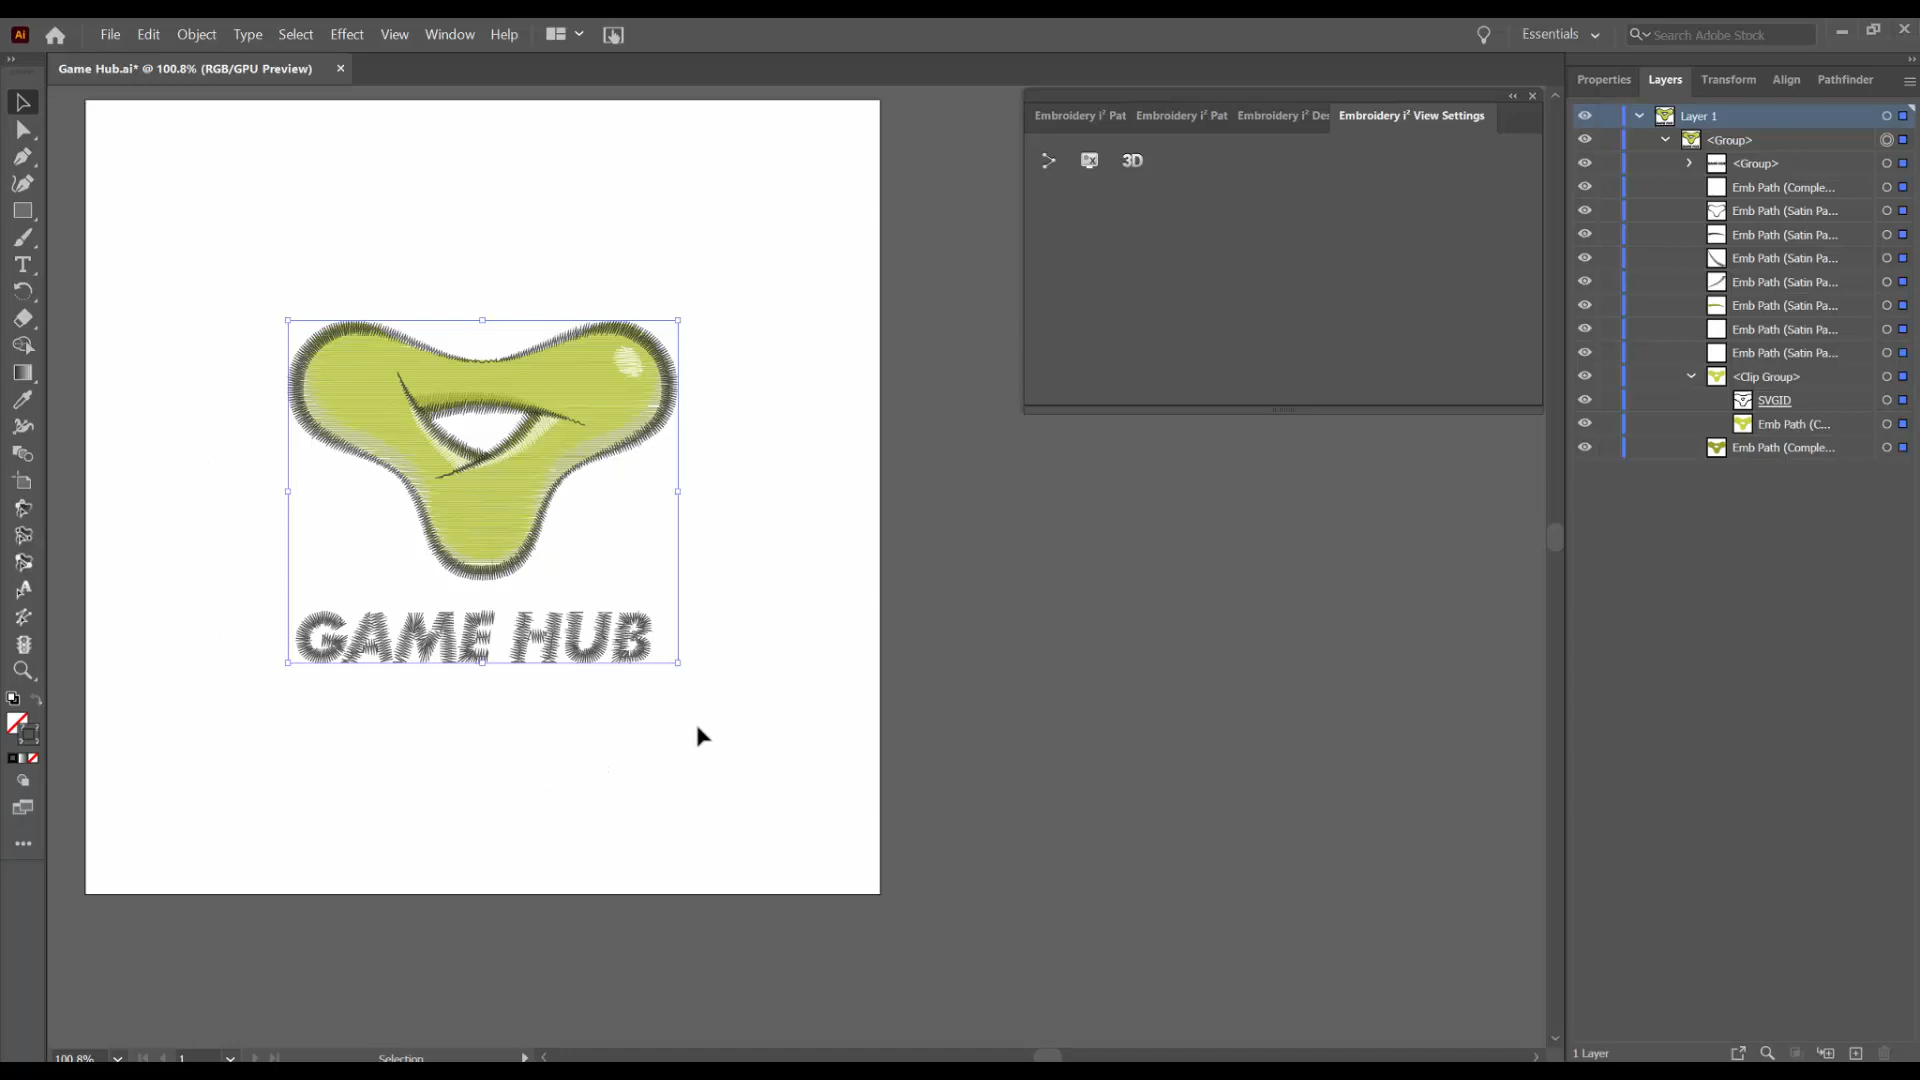 Ai File Edit Object Type Select Effect View Window Help Essentials Search Adobe Stock
Game Hub.ai* @ 100.8% (RGB/GPU Preview)
Embroidery i² Pat Embroidery i² Pat Embroidery i² Des Embroidery i² View Settings
3D
GAME HUB
Properties Layers Transform Align Pathfinder
Layer 1
<Group>
<Group>
Emb Path (Comple...
Emb Path (Satin Pa...
Emb Path (Satin Pa...
Emb Path (Satin Pa...
Emb Path (Satin Pa...
Emb Path (Satin Pa...
Emb Path (Satin Pa...
Emb Path (Satin Pa...
<Clip Group>
SVGID
Emb Path (C...
Emb Path (Comple...
100.8% 1 Selection
1 Layer